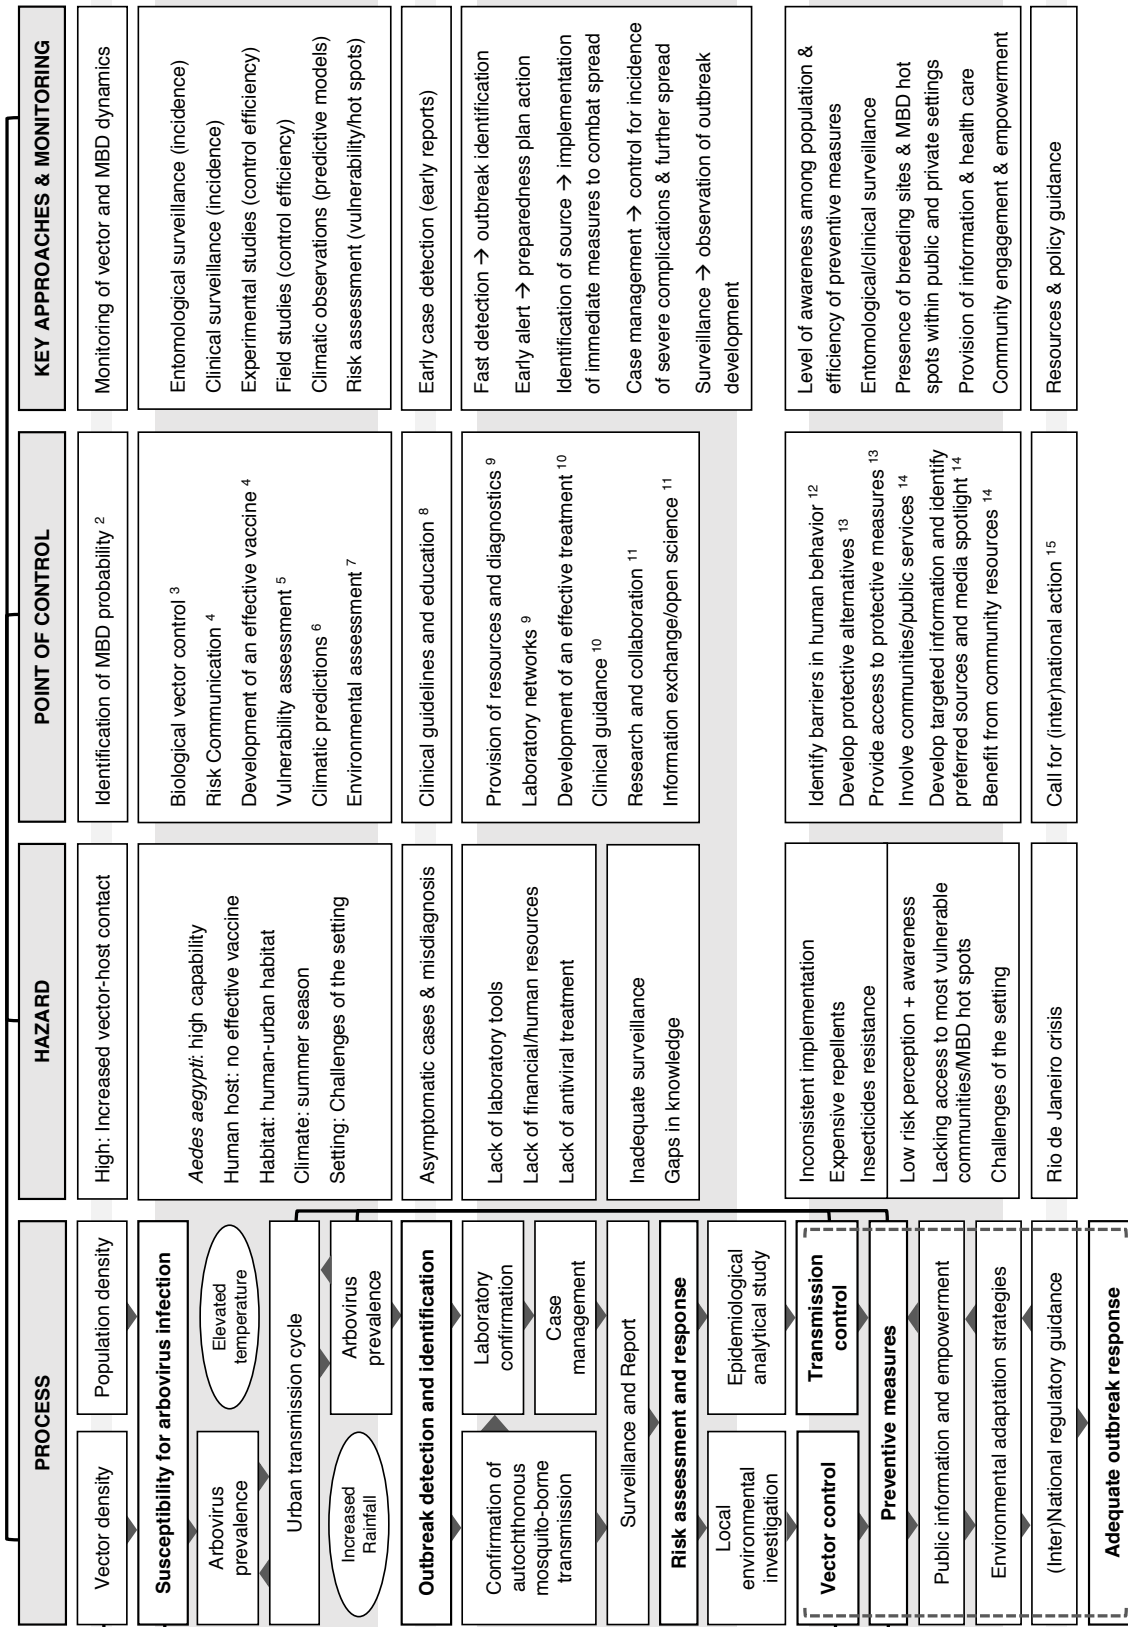 PROCESS
Vector density
Population density
Susceptibility for arbovirus infection
Arbovirus
prevalence
Elevated
temperature
Urban transmission cycle
Increased
Rainfall
Arbovirus
prevalence
Outbreak detection and identification
Confirmation of
autochthonous
mosquito-borne
transmission
Laboratory
confirmation
Case
management
Surveillance and Report
Risk assessment and response
Local
environmental
investigation
Epidemiological
analytical study
Vector control
Transmission
control
Preventive measures
Public information and empowerment
Environmental adaptation strategies
(Inter)National regulatory guidance
Adequate outbreak response
HAZARD
High: Increased vector-host contact
Aedes aegypti: high capability
Human host: no effective vaccine
Habitat: human-urban habitat
Climate: summer season
Setting: Challenges of the setting
Asymptomatic cases & misdiagnosis
Lack of laboratory tools
Lack of financial/human resources
Lack of antiviral treatment
Inadequate surveillance
Gaps in knowledge
Inconsistent implementation
Expensive repellents
Insecticides resistance
Low risk perception + awareness
Lacking access to most vulnerable
communities/MBD hot spots
Challenges of the setting
Rio de Janeiro crisis
POINT OF CONTROL
Identification of MBD probability 2
Biological vector control 3
Risk Communication 4
Development of an effective vaccine 4
Vulnerability assessment 5
Climatic predictions 6
Environmental assessment 7
Clinical guidelines and education 8
Provision of resources and diagnostics 9
Laboratory networks 9
Development of an effective treatment 10
Clinical guidance 10
Research and collaboration 11
Information exchange/open science 11
Identify barriers in human behavior 12
Develop protective alternatives 13
Provide access to protective measures 13
Involve communities/public services 14
Develop targeted information and identify
preferred sources and media spotlight 14
Benefit from community resources 14
Call for (inter)national action 15
KEY APPROACHES & MONITORING
Monitoring of vector and MBD dynamics
Entomological surveillance (incidence)
Clinical surveillance (incidence)
Experimental studies (control efficiency)
Field studies (control efficiency)
Climatic observations (predictive models)
Risk assessment (vulnerability/hot spots)
Early case detection (early reports)
Fast detection → outbreak identification
Early alert → preparedness plan action
Identification of source → implementation
of immediate measures to combat spread
Case management → control for incidence
of severe complications & further spread
Surveillance → observation of outbreak
development
Level of awareness among population &
efficiency of preventive measures
Entomological/clinical surveillance
Presence of breeding sites & MBD hot
spots within public and private settings
Provision of information & health care
Community engagement & empowerment
Resources & policy guidance